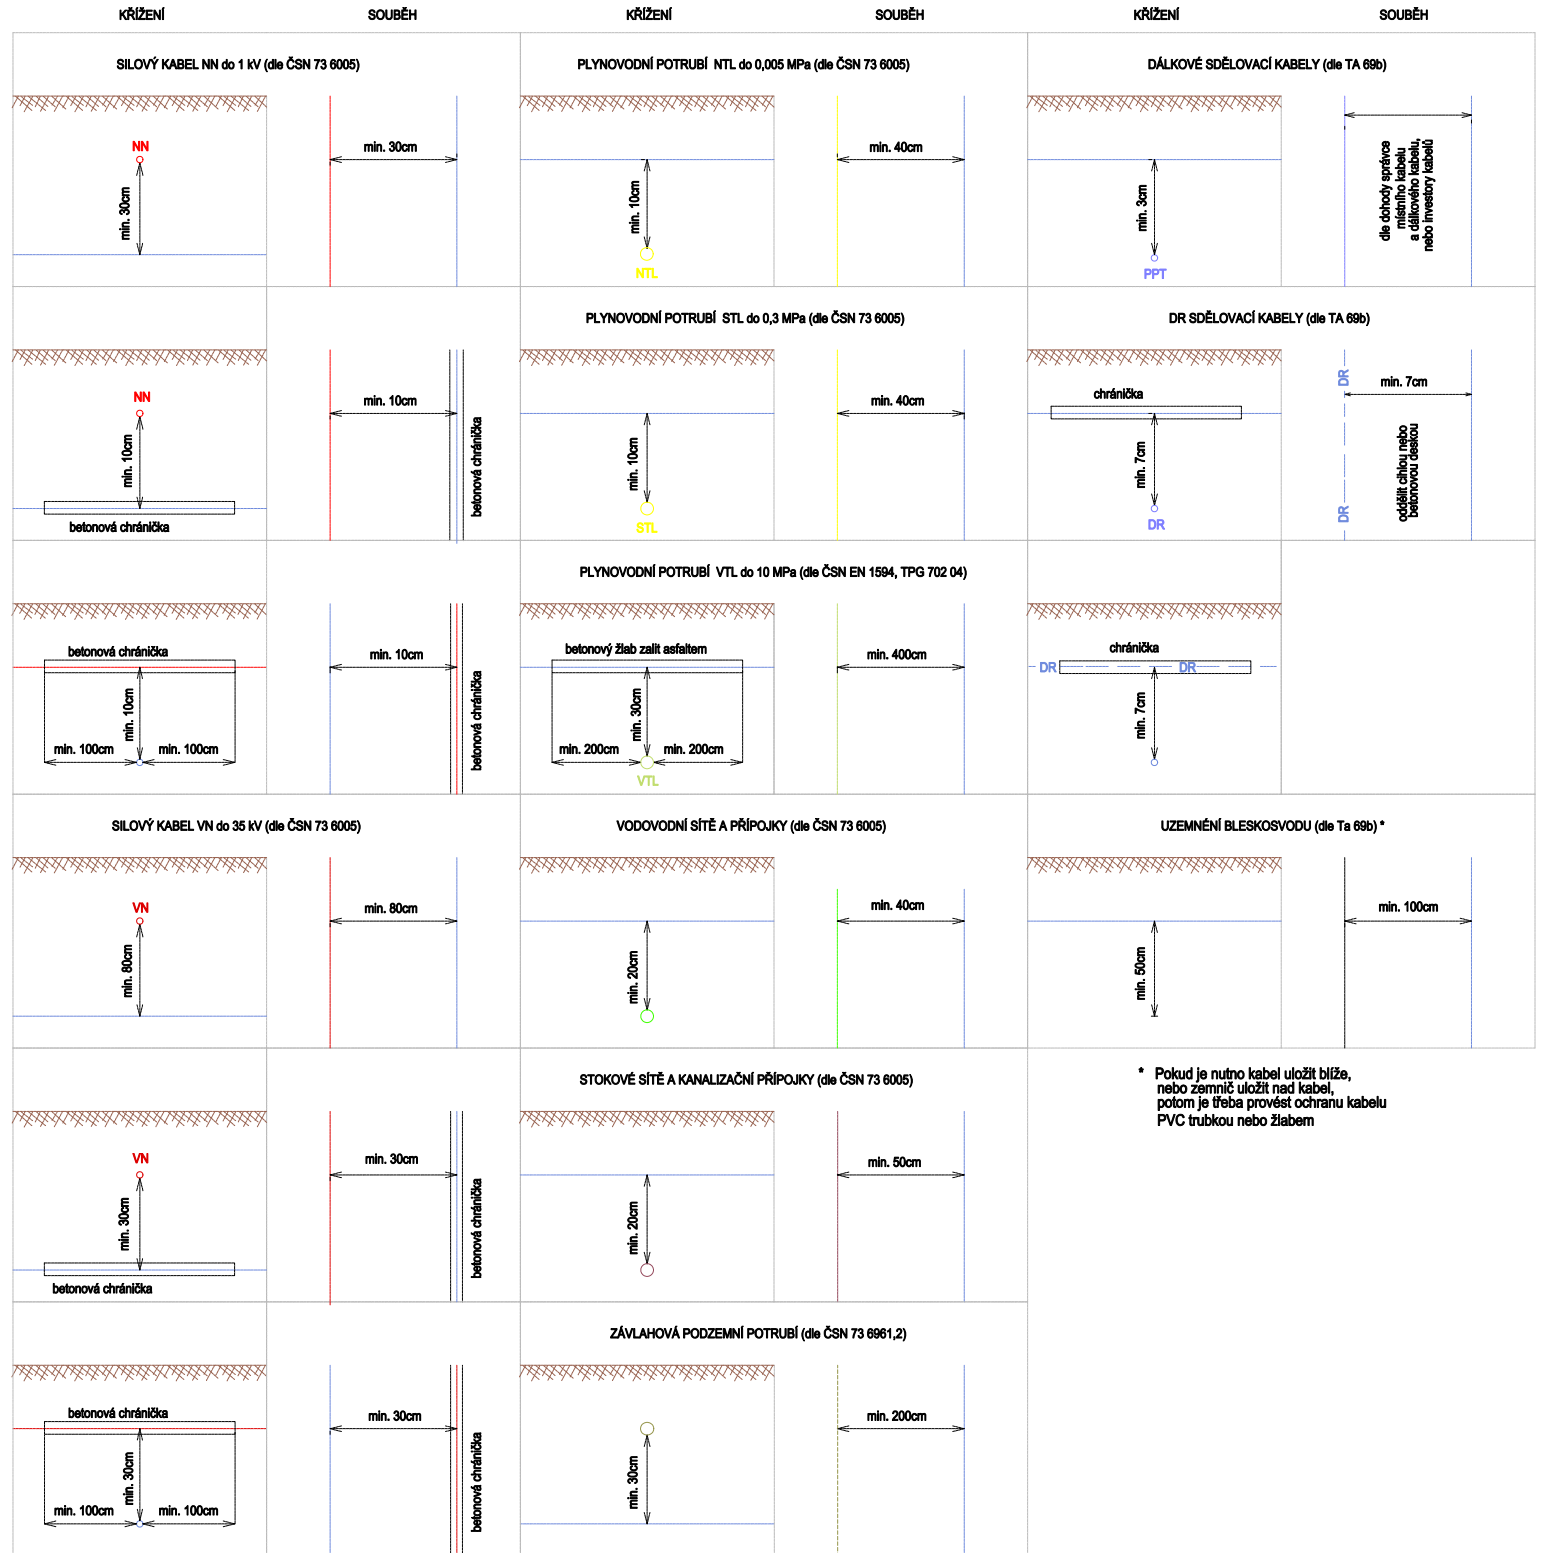 KŘÍŽENÍ
SOUBĚH
KŘÍŽENÍ
SOUBĚH
KŘÍŽENÍ
SOUBĚH
SILOVÝ KABEL NN do 1 kV (dle ČSN 73 6005)
NN
min. 30cm
min. 30cm
PLYNOVODNÍ POTRUBÍ NTL do 0,005 MPa (dle ČSN 73 6005)
min. 10cm
NTL
min. 40cm
DÁLKOVÉ SDĚLOVACÍ KABELY (dle TA 69b)
min. 3cm
PPT
dle dohody správce
místního kabelu
a dálkového kabelu,
nebo investory kabelů
NN
min. 10cm
betonová chránička
min. 10cm
betonová chránička
PLYNOVODNÍ POTRUBÍ STL do 0,3 MPa (dle ČSN 73 6005)
min. 10cm
STL
min. 40cm
DR SDĚLOVACÍ KABELY (dle TA 69b)
chránička
min. 7cm
DR
DR
DR
min. 7cm
oddělit cihlou nebo
betonovou deskou
betonová chránička
min. 10cm
min. 100cm
min. 100cm
min. 10cm
betonová chránička
PLYNOVODNÍ POTRUBÍ VTL do 10 MPa (dle ČSN EN 1594, TPG 702 04)
betonový žlab zalit asfaltem
min. 30cm
min. 200cm
min. 200cm
VTL
min. 400cm
chránička
DR
DR
min. 7cm
SILOVÝ KABEL VN do 35 kV (dle ČSN 73 6005)
VN
min. 80cm
min. 80cm
VODOVODNÍ SÍTĚ A PŘÍPOJKY (dle ČSN 73 6005)
min. 20cm
min. 40cm
UZEMNĚNÍ BLESKOSVODU (dle Ta 69b) *
min. 50cm
min. 100cm
VN
min. 30cm
betonová chránička
min. 30cm
betonová chránička
STOKOVÉ SÍTĚ A KANALIZAČNÍ PŘÍPOJKY (dle ČSN 73 6005)
min. 20cm
min. 50cm
* Pokud je nutno kabel uložit blíže,
nebo zemnič uložit nad kabel,
potom je třeba provést ochranu kabelu
PVC trubkou nebo žlabem
betonová chránička
min. 30cm
min. 100cm
min. 100cm
min. 30cm
betonová chránička
ZÁVLAHOVÁ PODZEMNÍ POTRUBÍ (dle ČSN 73 6961,2)
min. 30cm
min. 200cm